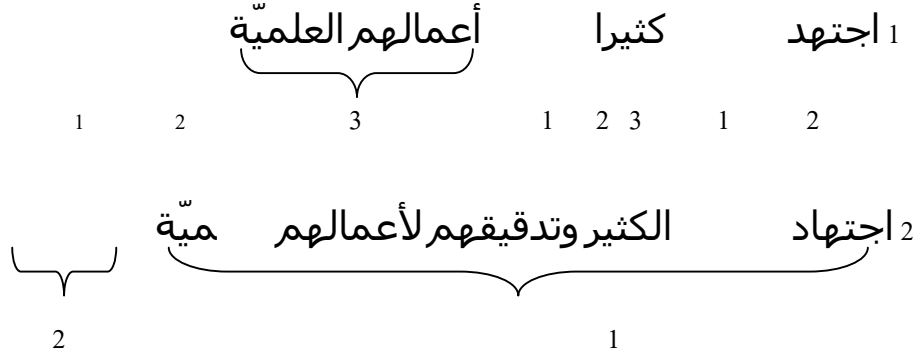 1 اجتهد كثيرا أعمالهم العلميّة
2 1 3 2 1 3 2 1
2 اجتهاد الكثير وتدقيقهم لأعمالهم ميّة
1 2